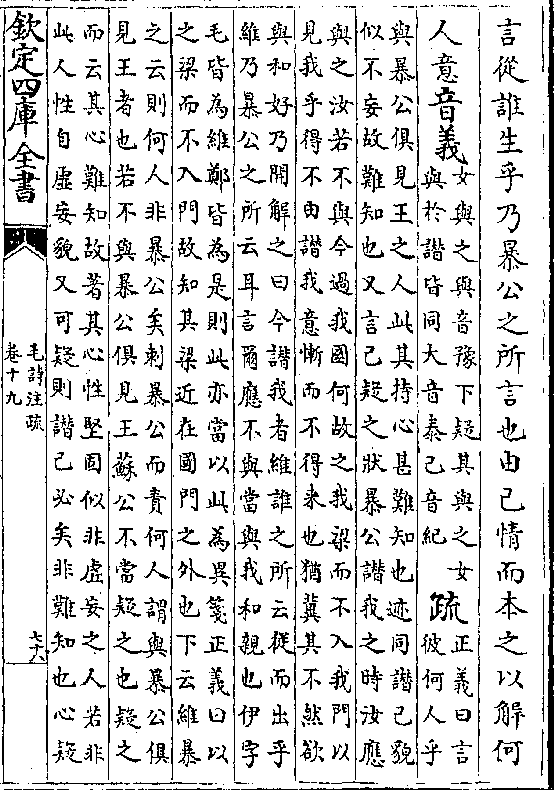 言從誰生乎乃暴公之所言也由己情而本之以解何
人意音義女與之與音豫下疑其與之女
與於譖皆同大音泰己音紀
疏正義曰言
彼何人乎
與暴公俱見王之人此其持心甚難知也迹同譖己貌
似不妄故難知也又言己疑之狀暴公譖我之時汝應
與之汝若不與今過我國何故之我梁而不入我門以
見我乎得不由譖我意慚而不得來也猶冀其不然欲
與和好乃開解之曰今譖我者維誰之所云從而出乎
維乃暴公之所云耳言爾應不與當與我和親也伊字
毛皆為維鄭皆為是則此亦當以此為異箋正義曰以
之梁而不入門故知其梁近在國門之外也下云維暴
之云則何人非暴公矣刺暴公而責何人謂與暴公俱
見王者也若不與暴公俱見王蘇公不當疑之也疑之
而云其心難知故著其心性堅固似非虛妄之人若非
此人性自虛妄貌又可疑則譖己必矣非難知也心疑
欽定四庫全書
毛詩注疏
卷十九
七十八